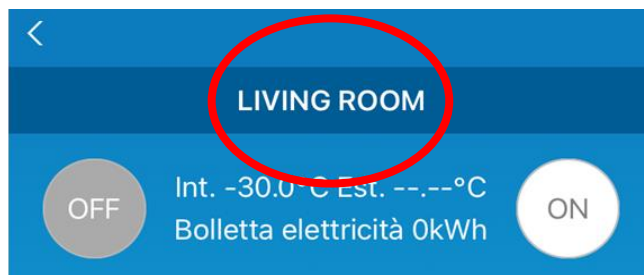 LIVING ROOM
OFF
Int. -30.0°C Est. --.--°C
Bolletta elettricità 0kWh
ON